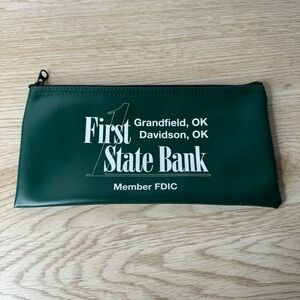 Grandfield, OK
Davidson, OK
1
First
State Bank
Member FDIC